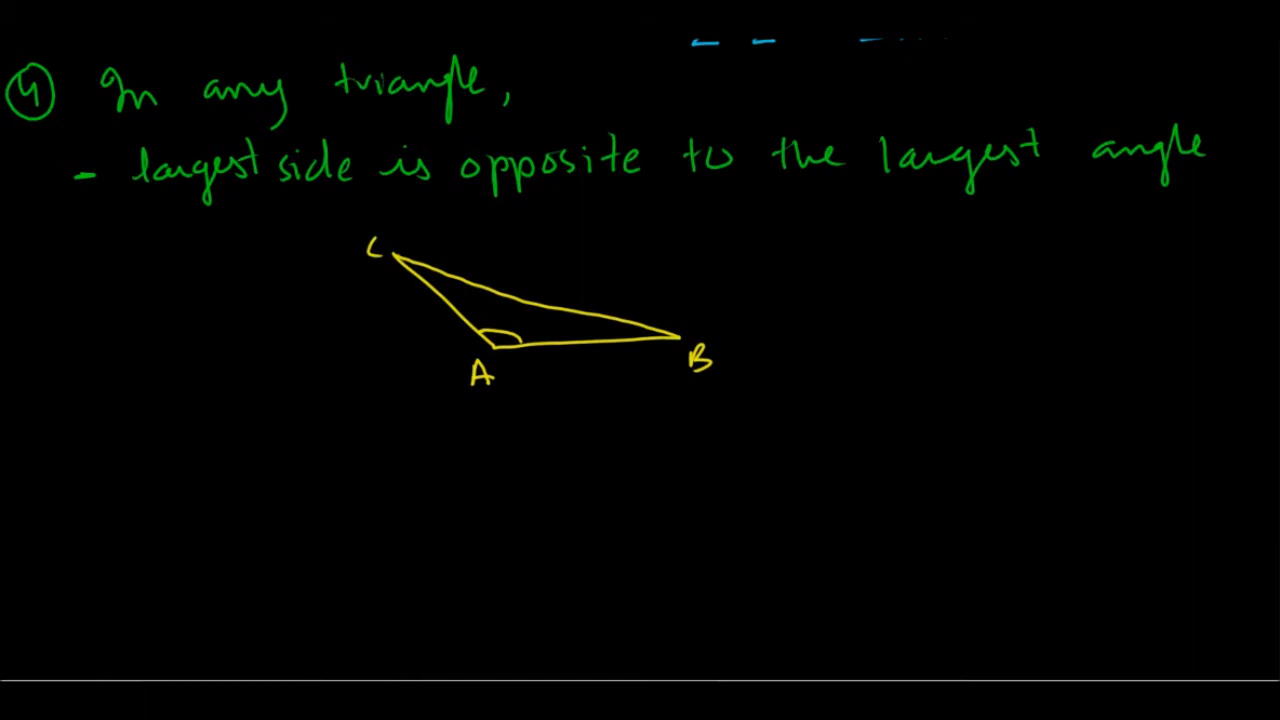 ④ In any triangle,
- largest side is opposite to the largest angle
C
A
B